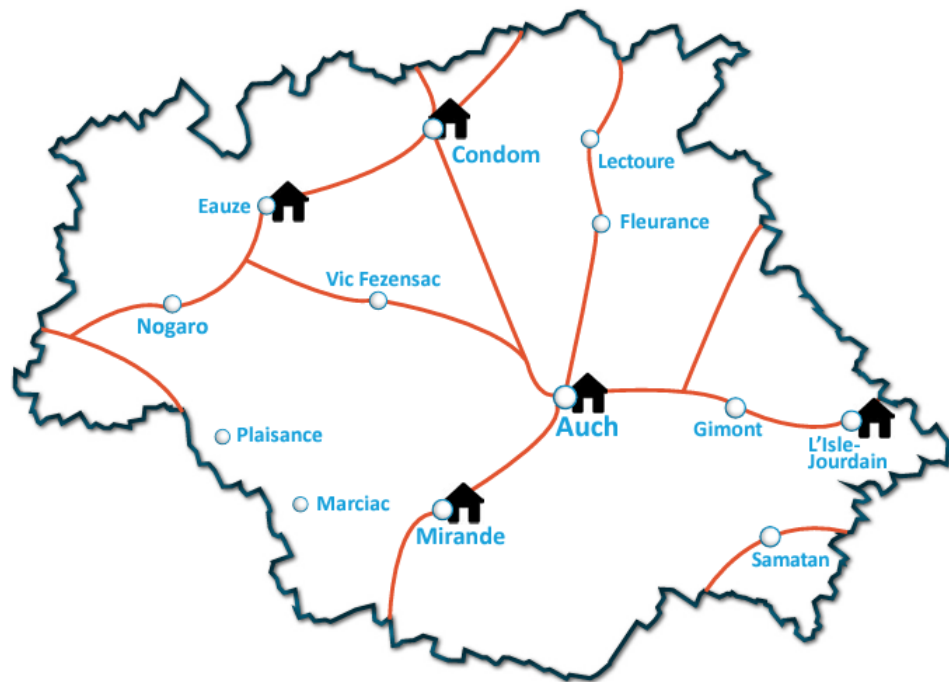 Condom
Lectoure
Eauze
Fleurance
Vic Fezensac
Nogaro
Auch
Plaisance
Gimont
L'Isle-
Jourdain
Marciac
Mirande
Samatan